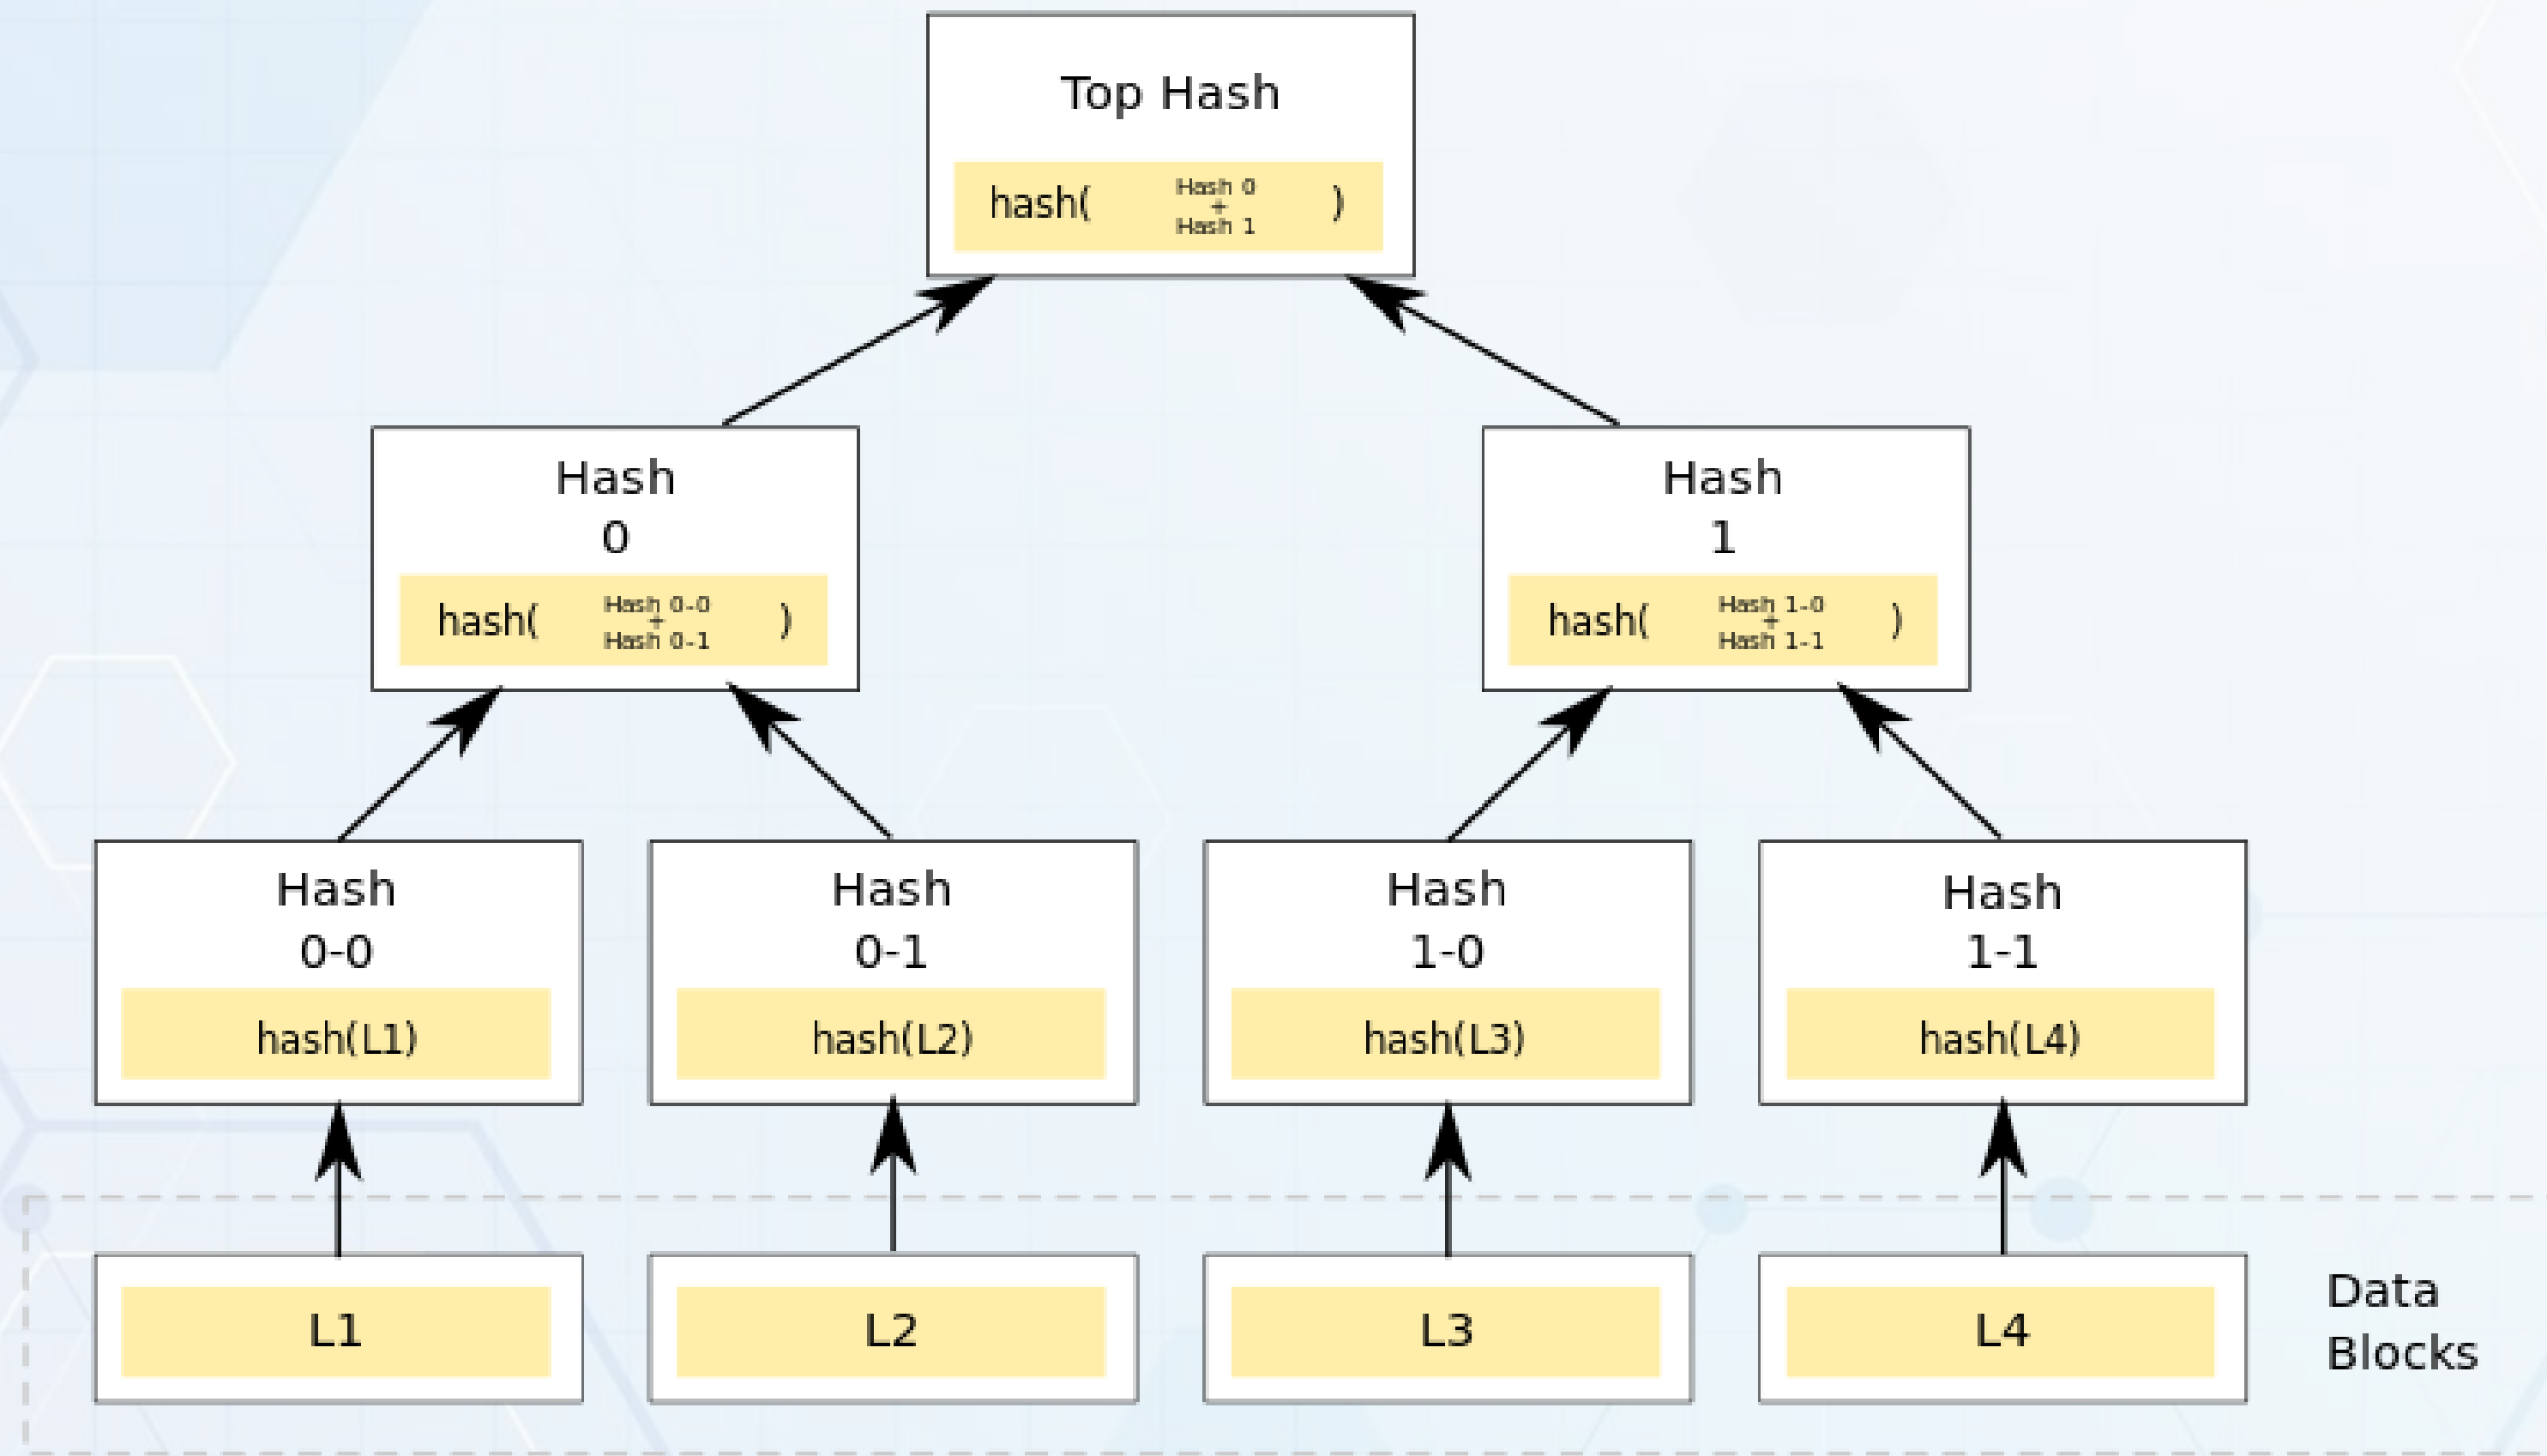 Top Hash
hash(
Hash 0
+
Hash 1
)
Hash
0
hash(
Hash 0-0
+
Hash 0-1
)
Hash
1
hash(
Hash 1-0
+
Hash 1-1
)
Hash
0-0
hash(L1)
Hash
0-1
hash(L2)
Hash
1-0
hash(L3)
Hash
1-1
hash(L4)
L1
L2
L3
L4
Data
Blocks